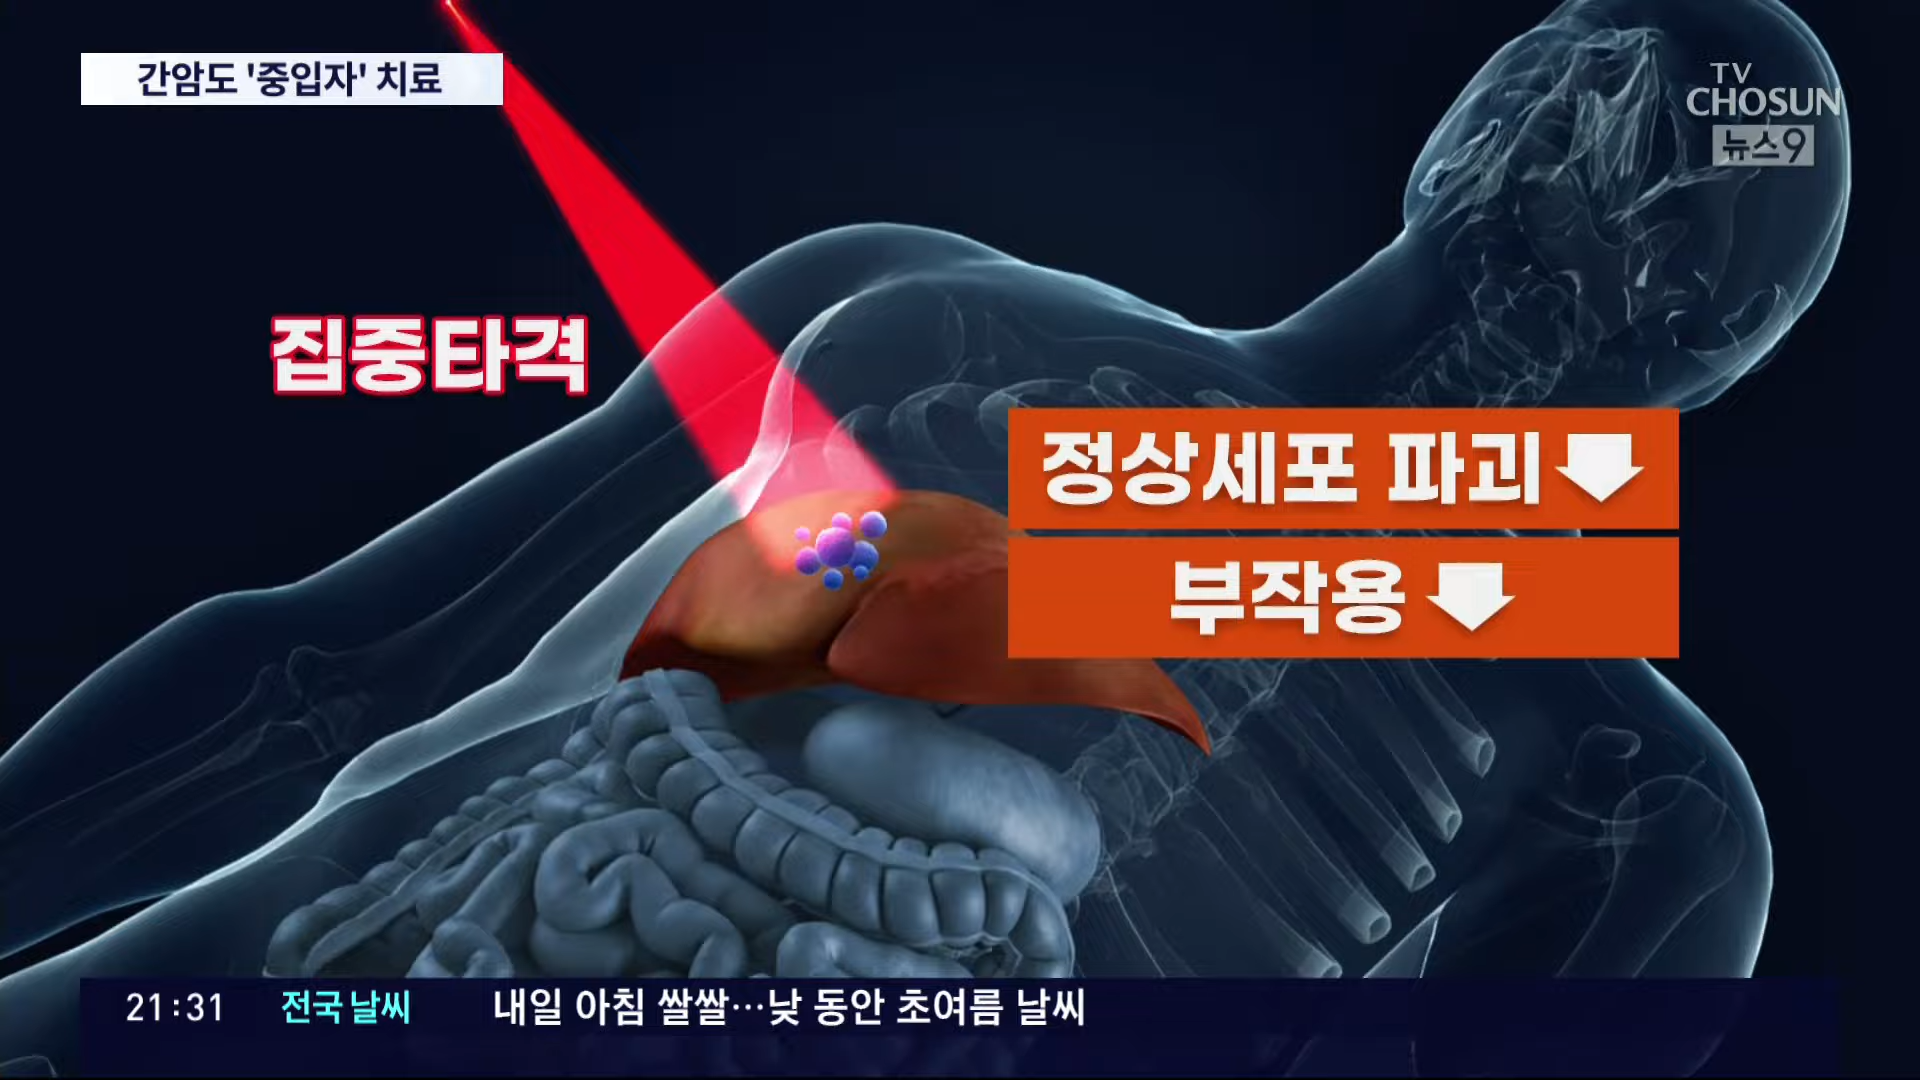 간암도 '중입자' 치료
TV
CHOSUN
뉴스9
집중타격
정상세포 파괴
부작용
21:31 전국 날씨 내일 아침 쌀쌀…낮 동안 초여름 날씨